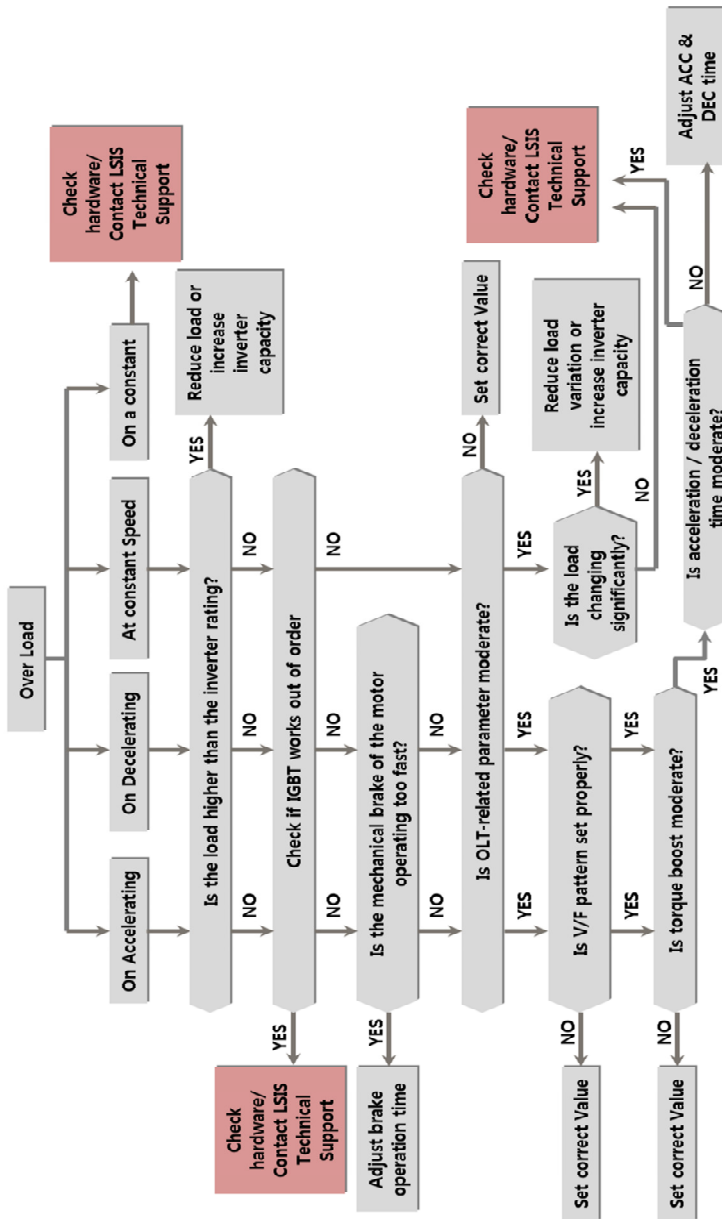 Over Load
On Accelerating
On Decelerating
At constant Speed
On a constant
Check
hardware/
Contact LSIS
Technical
Support
Is the load higher than the inverter rating?
YES
Reduce load or
increase
inverter
capacity
NO
NO
NO
Check if IGBT works out of order
YES
Check
hardware/
Contact LSIS
Technical
Support
NO
NO
NO
Is the mechanical brake of the motor
operating too fast?
YES
Adjust brake
operation time
NO
NO
Is OLT-related parameter moderate?
NO
Set correct Value
YES
YES
YES
Is V/F pattern set properly?
NO
Set correct Value
Is the load
changing
significantly?
YES
Reduce load
variation or
increase inverter
capacity
NO
Check
hardware/
Contact LSIS
Technical
Support
YES
YES
Is torque boost moderate?
NO
Set correct Value
YES
Is acceleration / deceleration
time moderate?
YES
NO
Adjust ACC &
DEC time